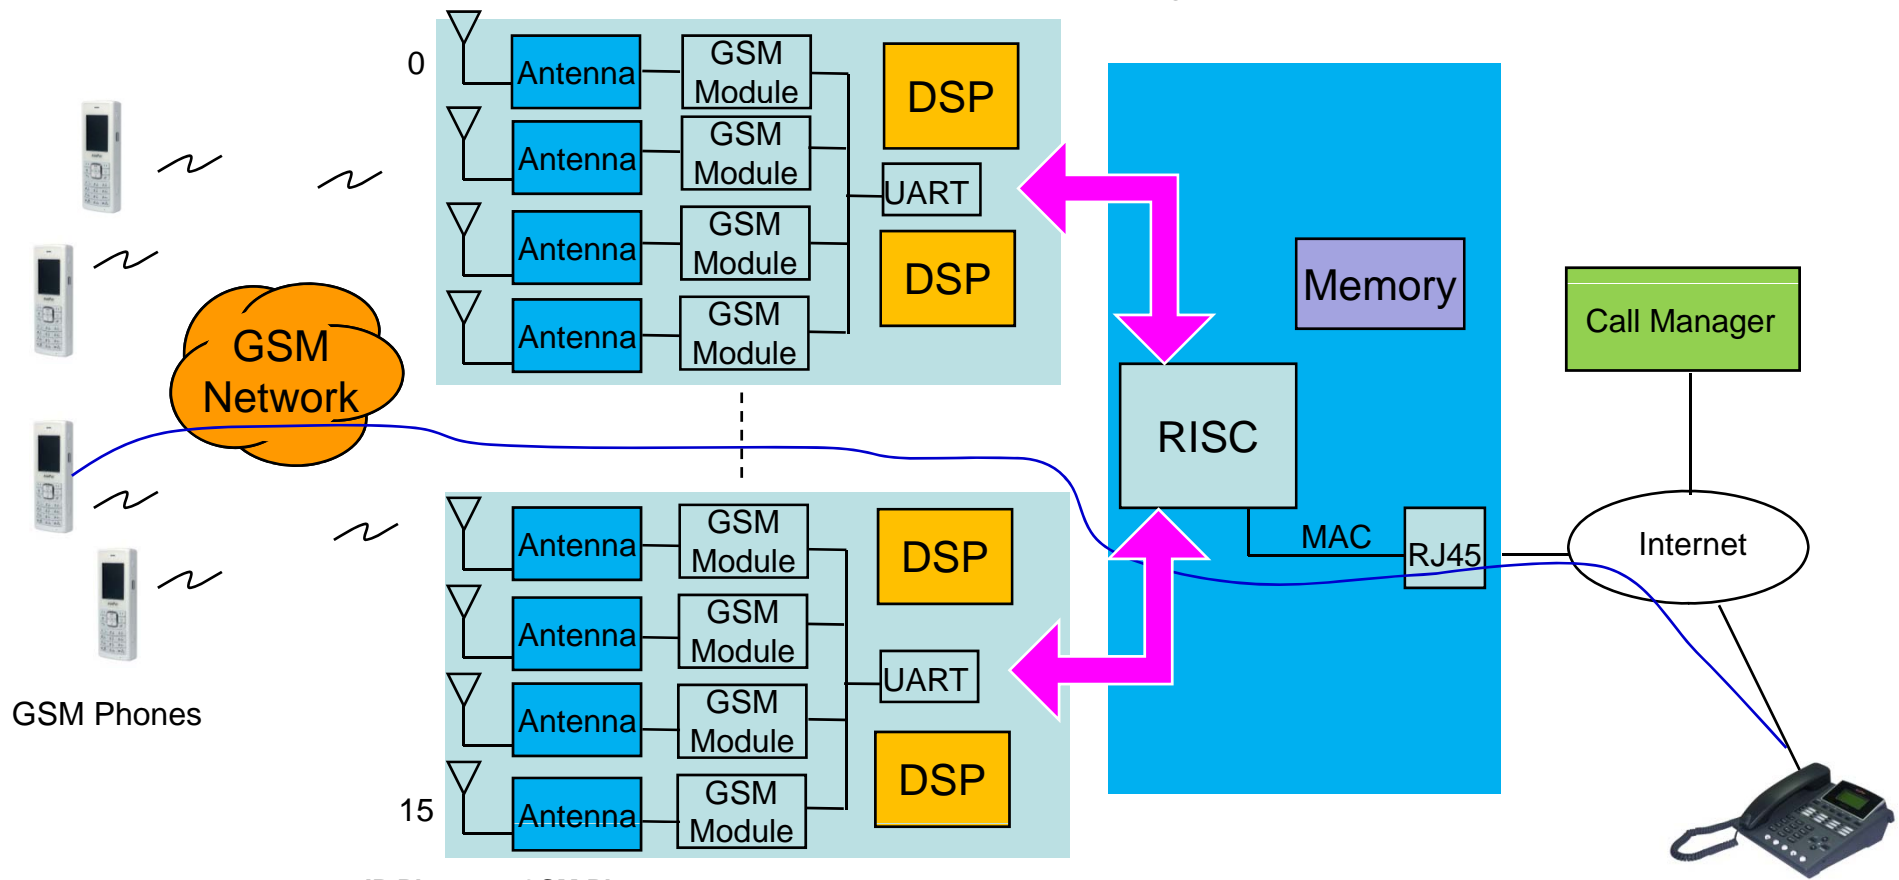 0
Antenna
GSM
Module
Antenna
GSM
Module
Antenna
GSM
Module
Antenna
GSM
Module
DSP
UART
DSP
GSM
Network
Memory
RISC
Call Manager
MAC
RJ45
Internet
Antenna
GSM
Module
Antenna
GSM
Module
Antenna
GSM
Module
Antenna
GSM
Module
DSP
UART
DSP
GSM Phones
15